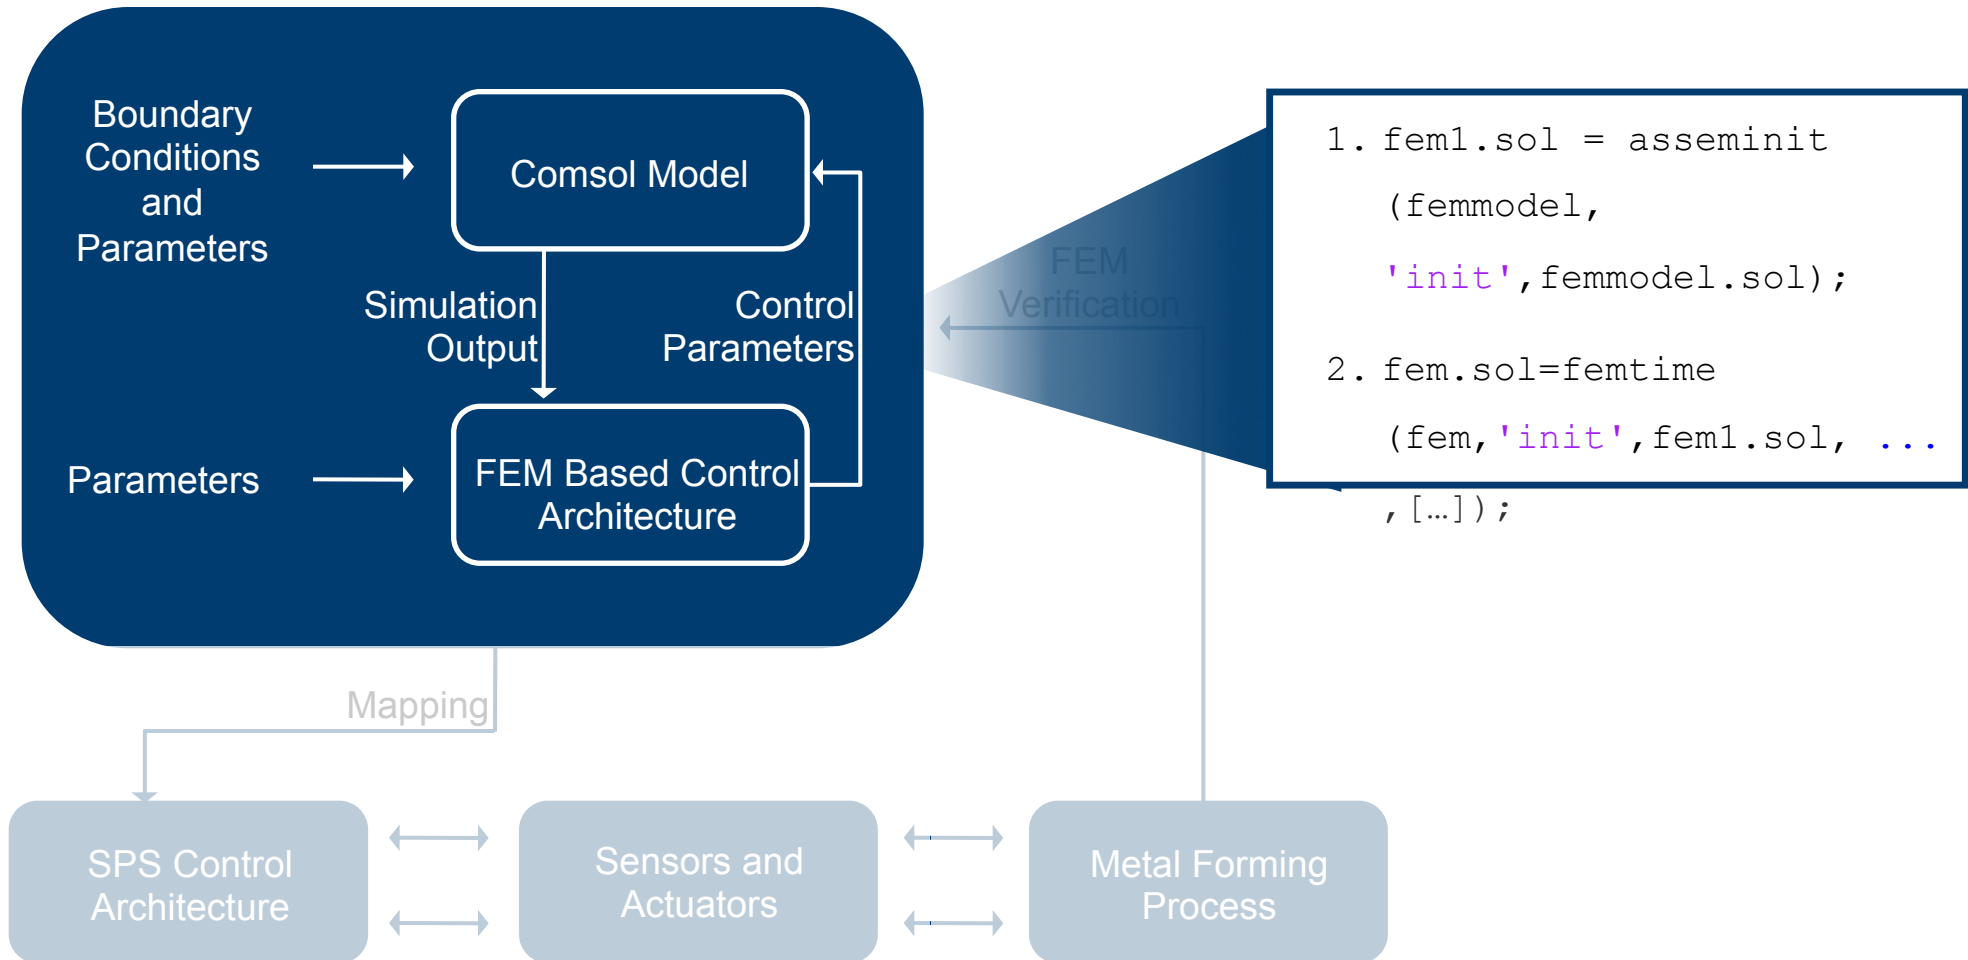 Boundary
Conditions
and
Parameters
Comsol Model
Simulation
Output
Control
Parameters
Parameters
FEM Based Control
Architecture
FEM
Verification
1. fem1.sol = asseminit
(femmodel,
'init',femmodel.sol);
2. fem.sol=femtime
(fem,'init',fem1.sol, ...
,[…]);
Mapping
SPS Control
Architecture
Sensors and
Actuators
Metal Forming
Process